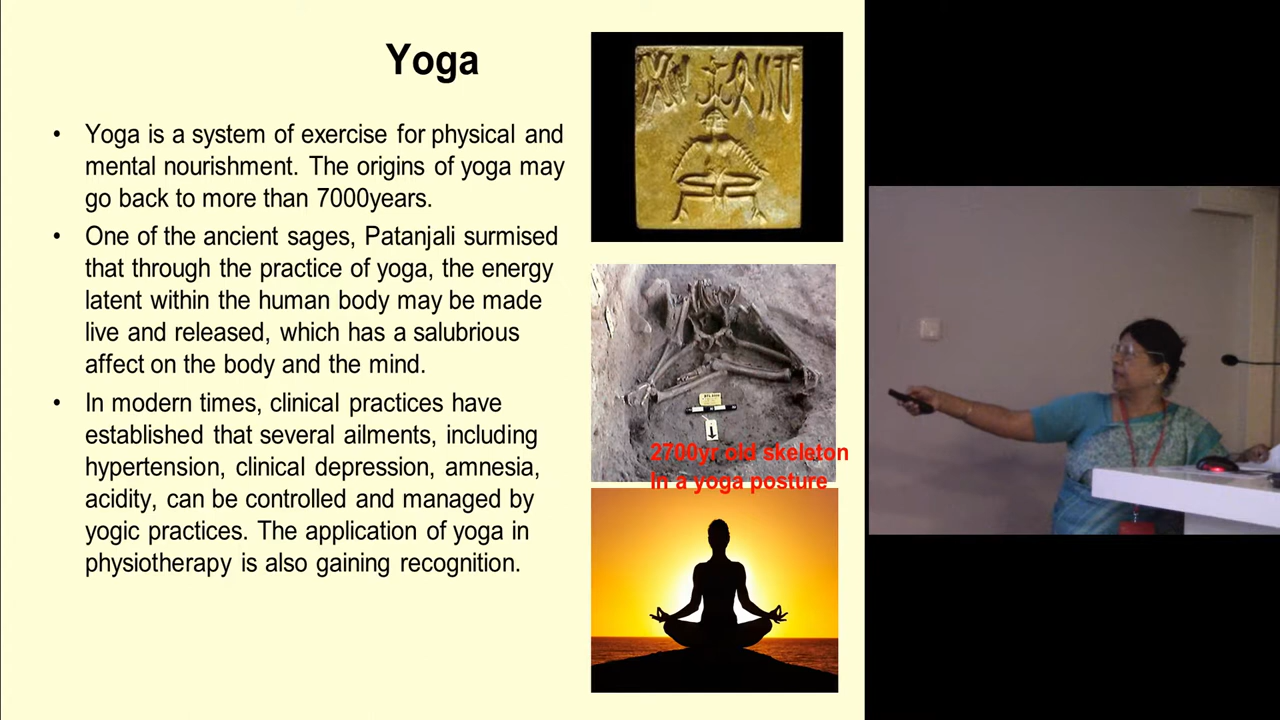 Yoga
• Yoga is a system of exercise for physical and
mental nourishment. The origins of yoga may
go back to more than 7000years.
• One of the ancient sages, Patanjali surmised
that through the practice of yoga, the energy
latent within the human body may be made
live and released, which has a salubrious
affect on the body and the mind.
• In modern times, clinical practices have
established that several ailments, including
hypertension, clinical depression, amnesia,
acidity, can be controlled and managed by
yogic practices. The application of yoga in
physiotherapy is also gaining recognition.
2700yr old skeleton
In a yoga posture